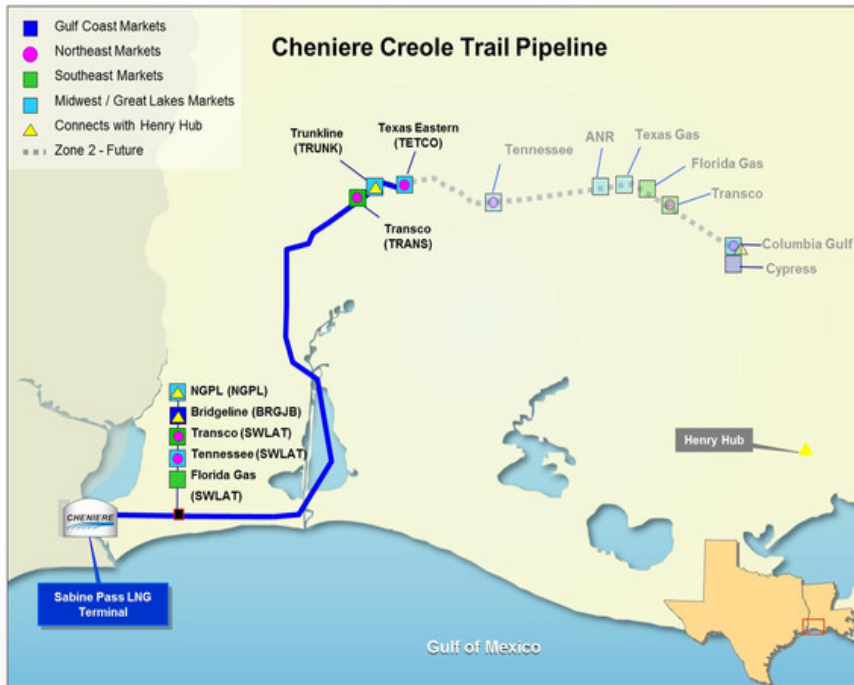 Gulf Coast Markets
Northeast Markets
Southeast Markets
Midwest / Great Lakes Markets
Connects with Henry Hub
Zone 2 - Future
Cheniere Creole Trail Pipeline
Trunkline
(TRUNK)
Texas Eastern
(TETCO)
Transco
(TRANS)
Tennessee
ANR
Texas Gas
Florida Gas
Transco
Columbia Gulf
Cypress
NGPL (NGPL)
Bridgeline (BRGJB)
Transco (SWLAT)
Tennessee (SWLAT)
Florida Gas
(SWLAT)
Henry Hub
CHENIERE
Sabine Pass LNG
Terminal
Gulf of Mexico